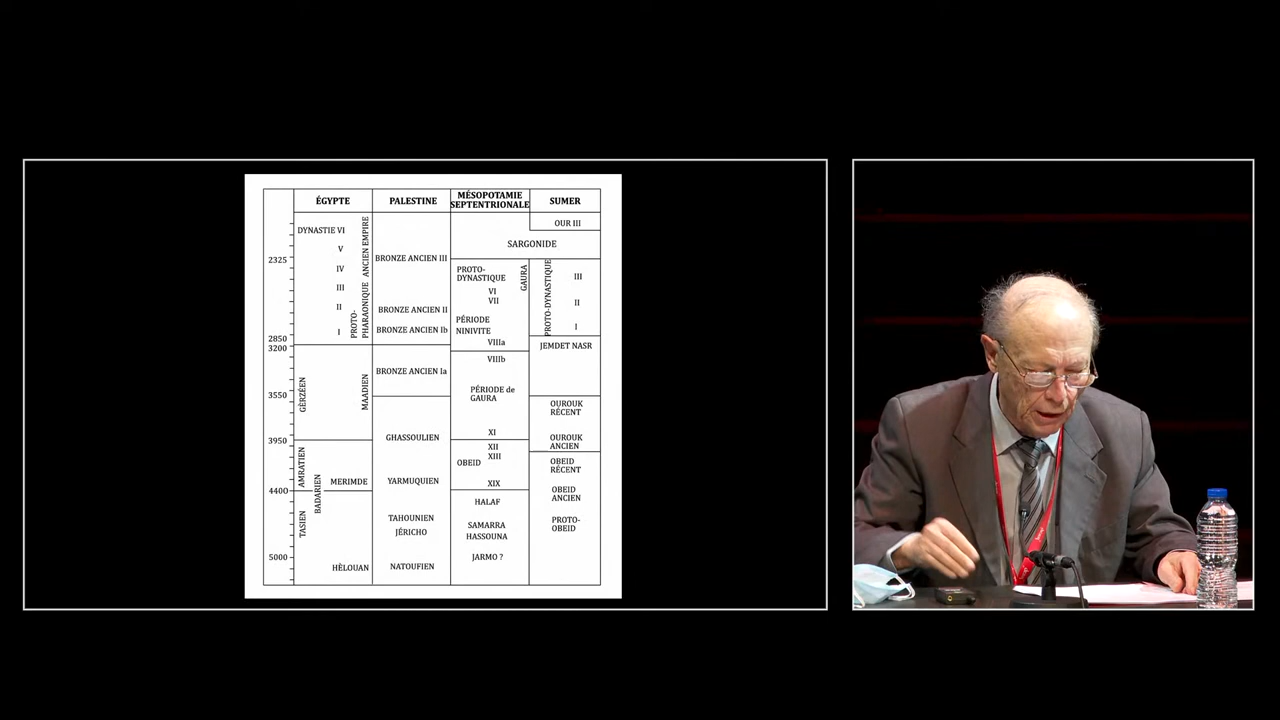 ÉGYPTE
PALESTINE
MÉSOPOTAMIE
SEPTENTRIONALE
SUMER
2325
2850
3200
3550
3950
4400
5000
DYNASTIE VI
V
IV
III
II
I
ANCIEN EMPIRE
PROTO-
PHARAONIQUE
GÈRZÉEN
MAADIEN
AMRATIEN
BADARIEN
MERIMDE
TASIEN
HÈLOUAN
BRONZE ANCIEN III
BRONZE ANCIEN II
BRONZE ANCIEN Ib
BRONZE ANCIEN Ia
GHASSOULIEN
YARMUQUIEN
TAHOUNIEN
JÉRICHO
NATOUFIEN
SARGONIDE
PROTO-
DYNASTIQUE
GAURA
VI
VII
PÉRIODE
NINIVITE
VIIIa
VIIIb
PÉRIODE de
GAURA
XI
XII
XIII
OBEID
XIX
HALAF
SAMARRA
HASSOUNA
JARMO ?
OUR III
PROTO-DYNASTIQUE
III
II
I
JEMDET NASR
OUROUK
RÉCENT
OUROUK
ANCIEN
OBEID
RÉCENT
OBEID
ANCIEN
PROTO-
OBEID